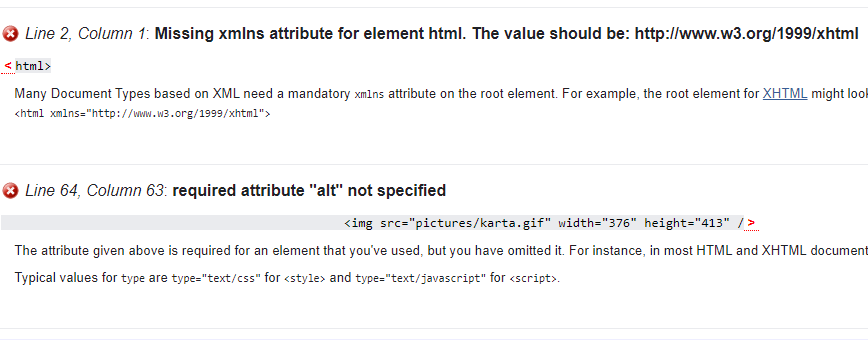 Line 2, Column 1: Missing xmlns attribute for element html. The value should be: http://www.w3.org/1999/xhtml
<html>
Many Document Types based on XML need a mandatory xmlns attribute on the root element. For example, the root element for XHTML might look
<html xmlns="http://www.w3.org/1999/xhtml">
Line 64, Column 63: required attribute "alt" not specified
<img src="pictures/karta.gif" width="376" height="413" />
The attribute given above is required for an element that you've used, but you have omitted it. For instance, in most HTML and XHTML document
Typical values for type are type="text/css" for <style> and type="text/javascript" for <script>.